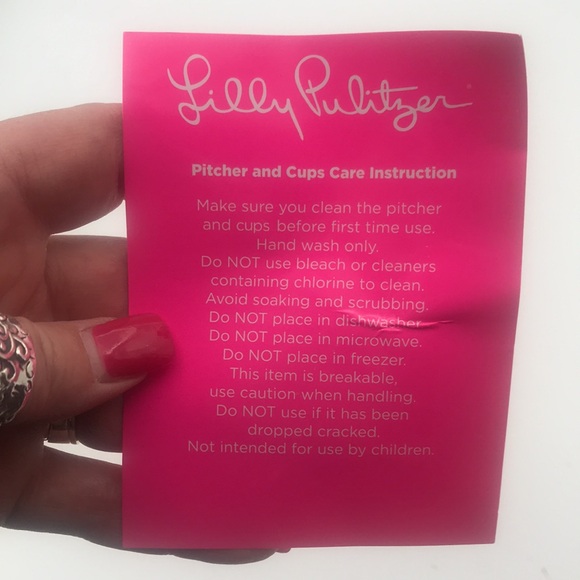 Lilly Pulitzer
Pitcher and Cups Care Instruction
Make sure you clean the pitcher
and cups before first time use.
Hand wash only.
Do NOT use bleach or cleaners
containing chlorine to clean.
Avoid soaking and scrubbing.
Do NOT place in dishwasher.
Do NOT place in microwave.
Do NOT place in freezer.
This item is breakable,
use caution when handling.
Do NOT use if it has been
dropped cracked.
Not intended for use by children.